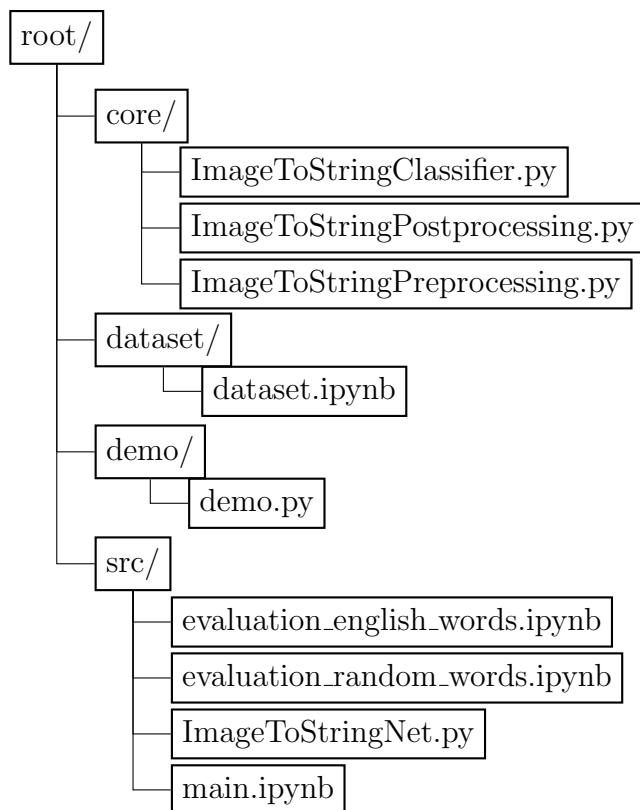 root/
core/
ImageToStringClassifier.py
ImageToStringPostprocessing.py
ImageToStringPreprocessing.py
dataset/
dataset.ipynb
demo/
demo.py
src/
evaluation_english_words.ipynb
evaluation_random_words.ipynb
ImageToStringNet.py
main.ipynb